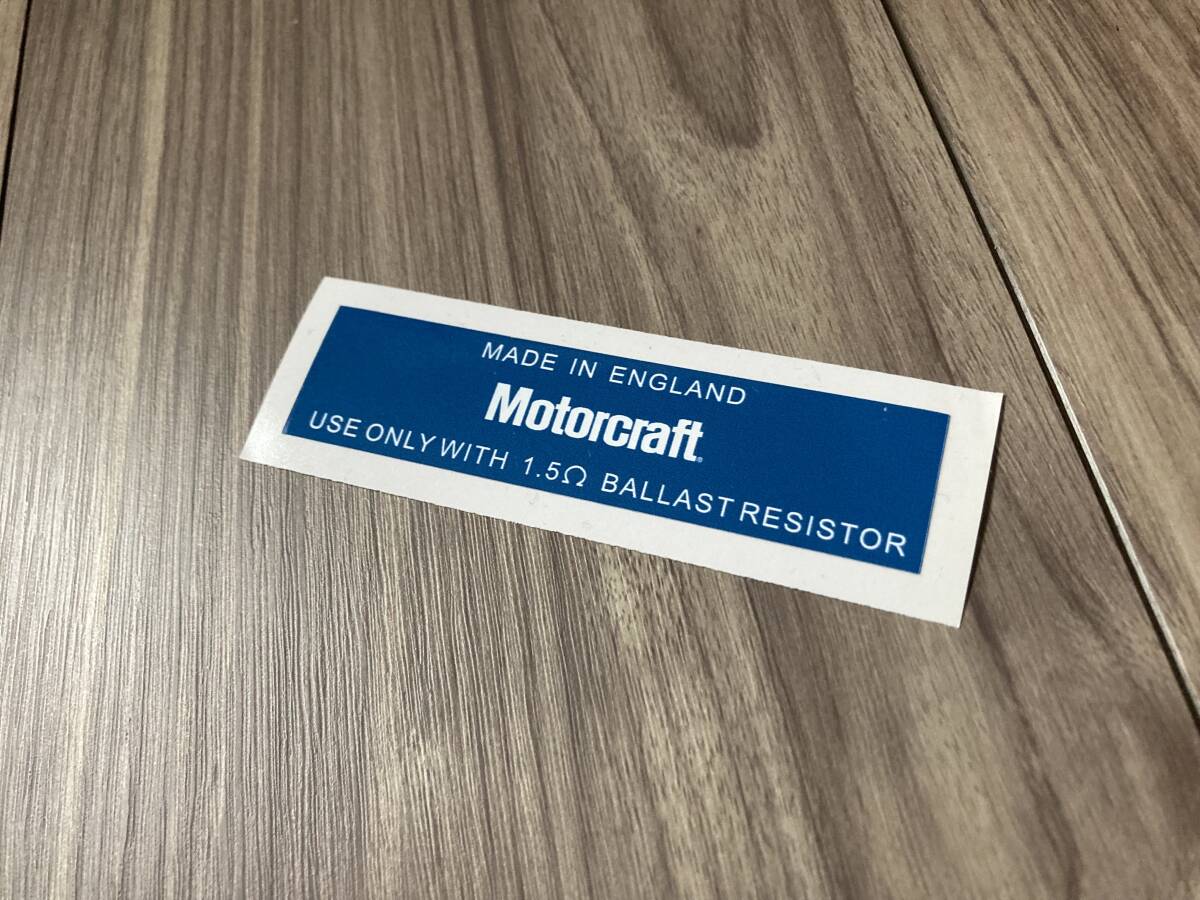 MADE IN ENGLAND
Motorcraft®
USE ONLY WITH 1.5Ω BALLAST RESISTOR